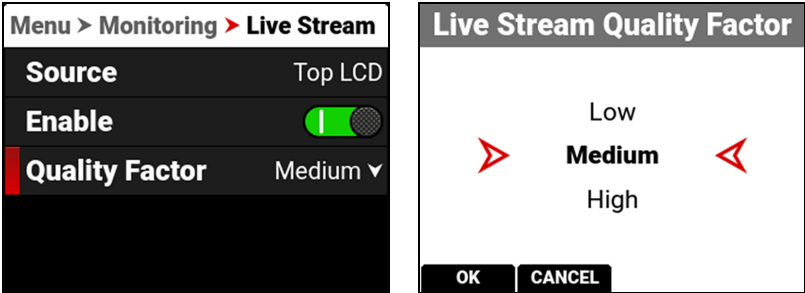 Menu > Monitoring > Live Stream
Source Top LCD
Enable
Quality Factor Medium
Live Stream Quality Factor
Low
Medium
High
OK CANCEL